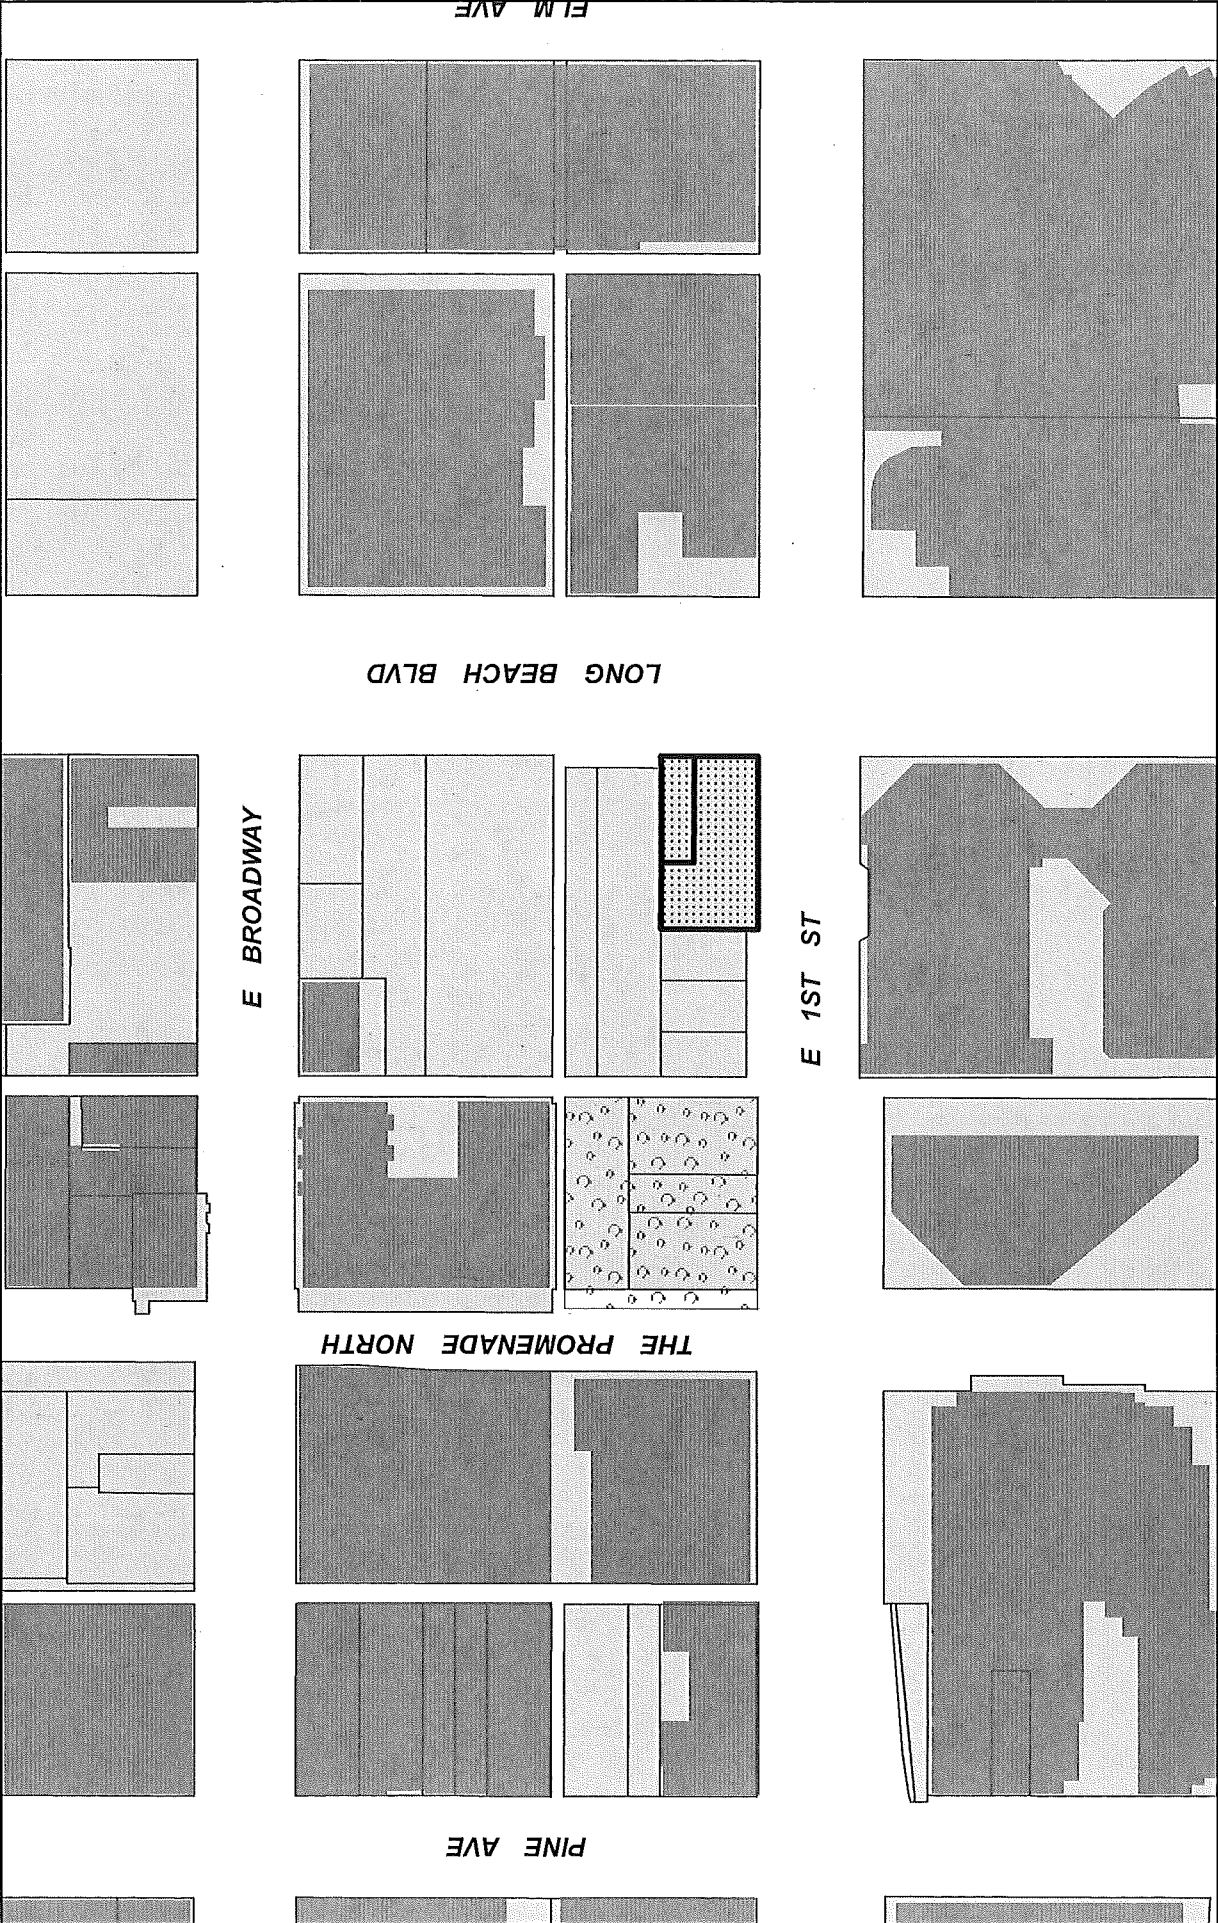 ELM AVE
LONG BEACH BLVD
E BROADWAY
E 1ST ST
THE PROMENADE NORTH
PINE AVE